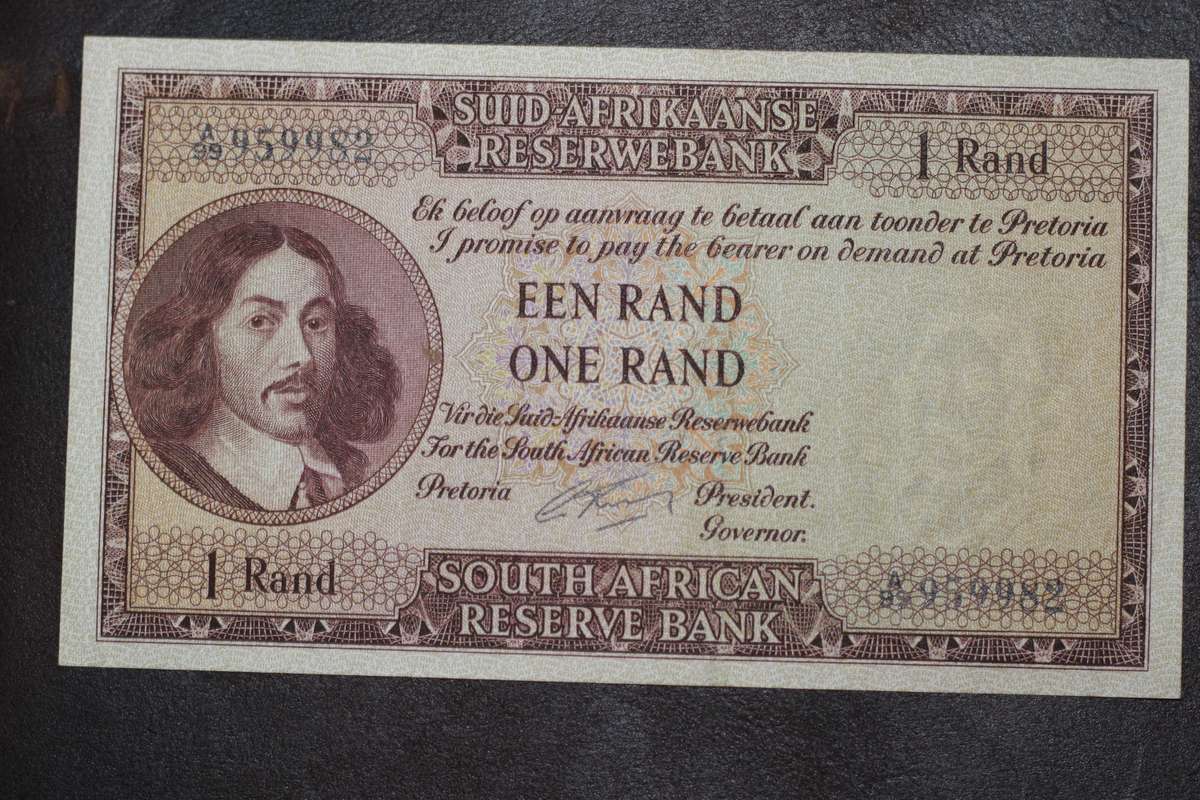 SUID-AFRIKAANSE
RESERWEBANK
A/99 959982
1 Rand
Ek beloof op aanvraag te betaal aan toonder te Pretoria
I promise to pay the bearer on demand at Pretoria
EEN RAND
ONE RAND
Vir die Suid-Afrikaanse Reserwebank
For the South African Reserve Bank
Pretoria
President.
Governor.
1 Rand
SOUTH AFRICAN
RESERVE BANK
A/99 959982